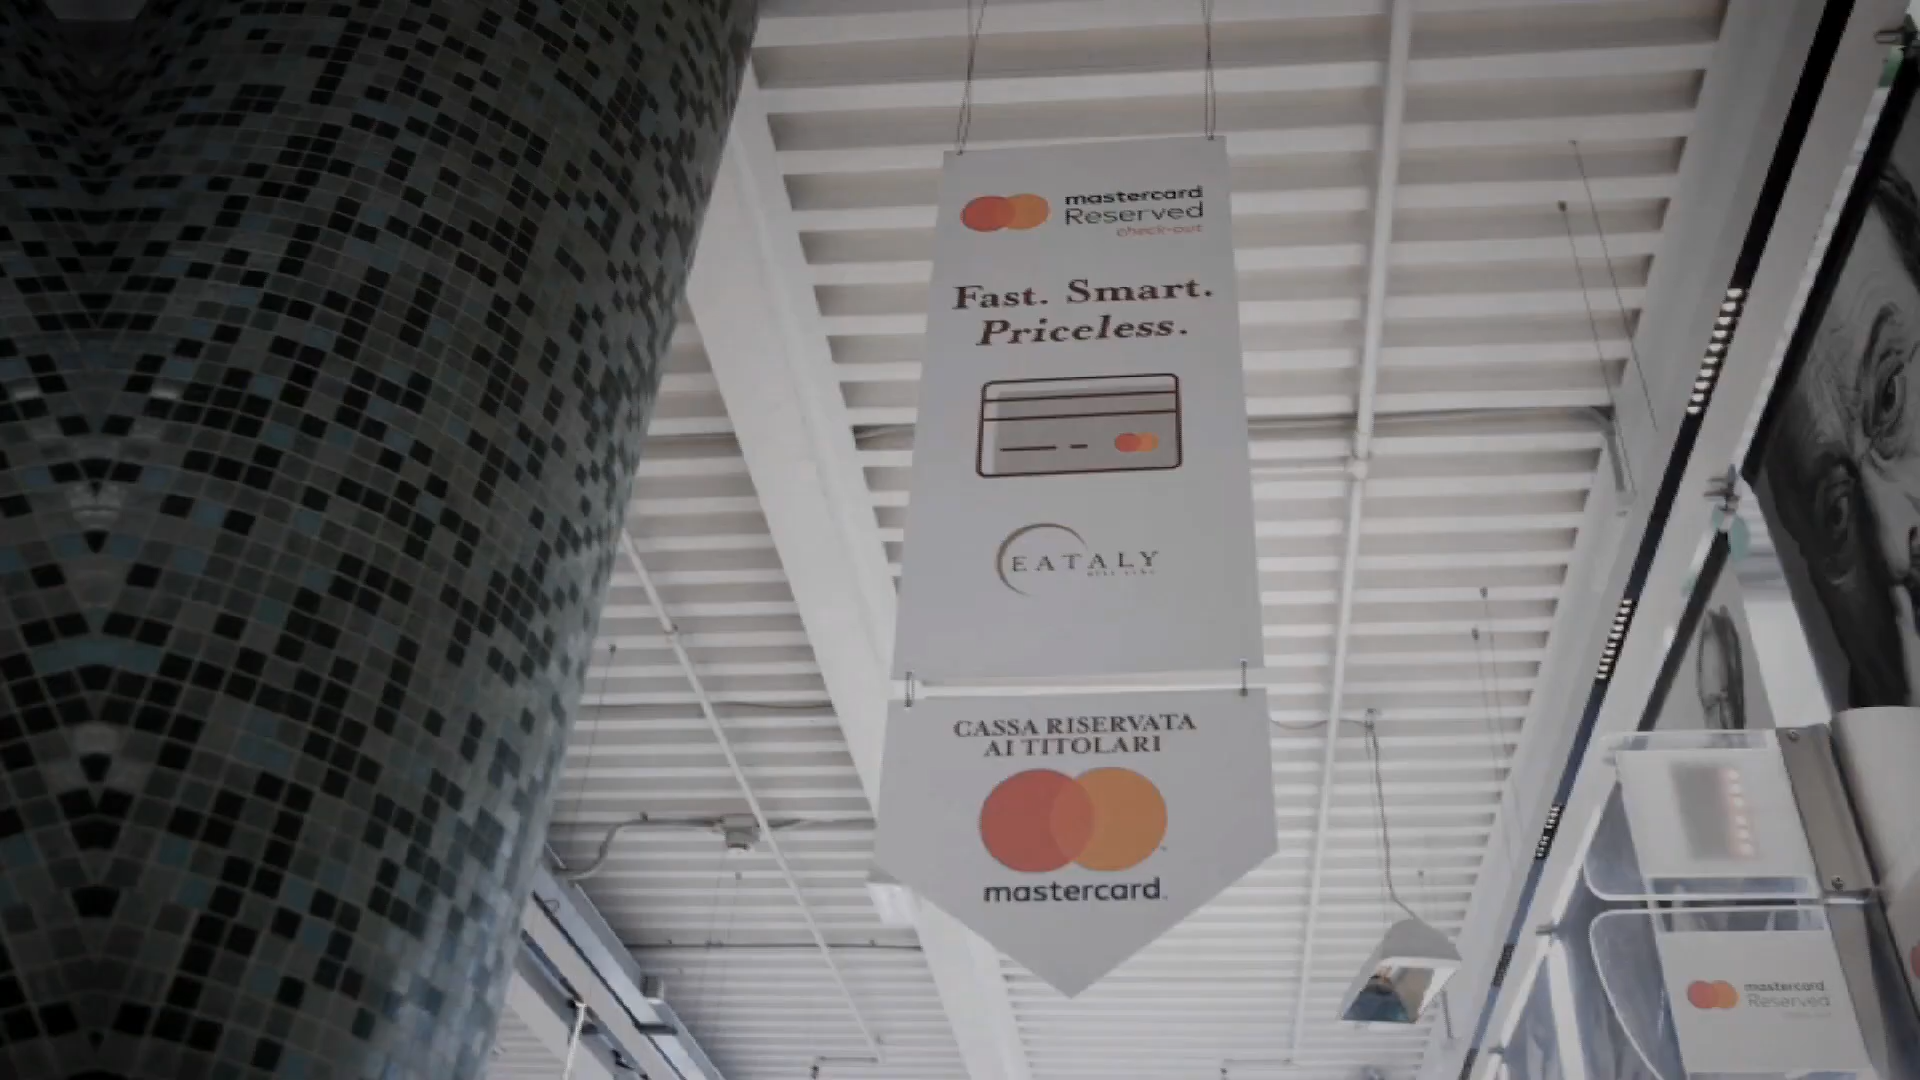 mastercard
Reserved
check-out
Fast. Smart.
Priceless.
EATALY
CASSA RISERVATA
AI TITOLARI
mastercard
mastercard
Reserved